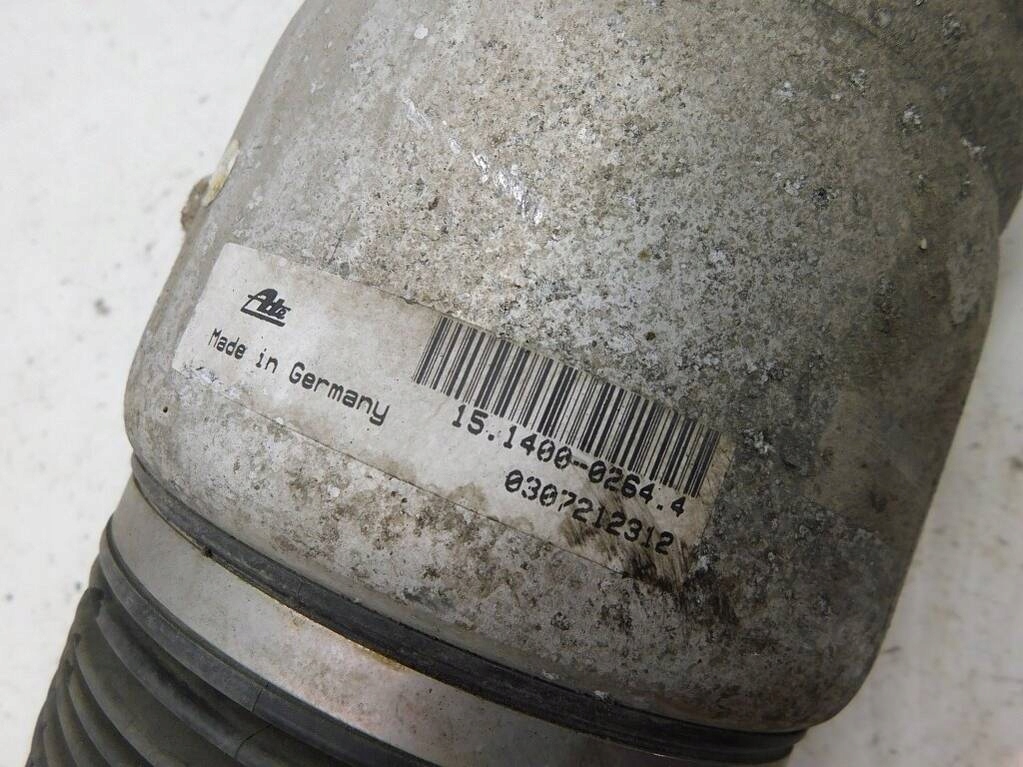 Ate
Made in Germany
15.1400-0264.4
0307212312